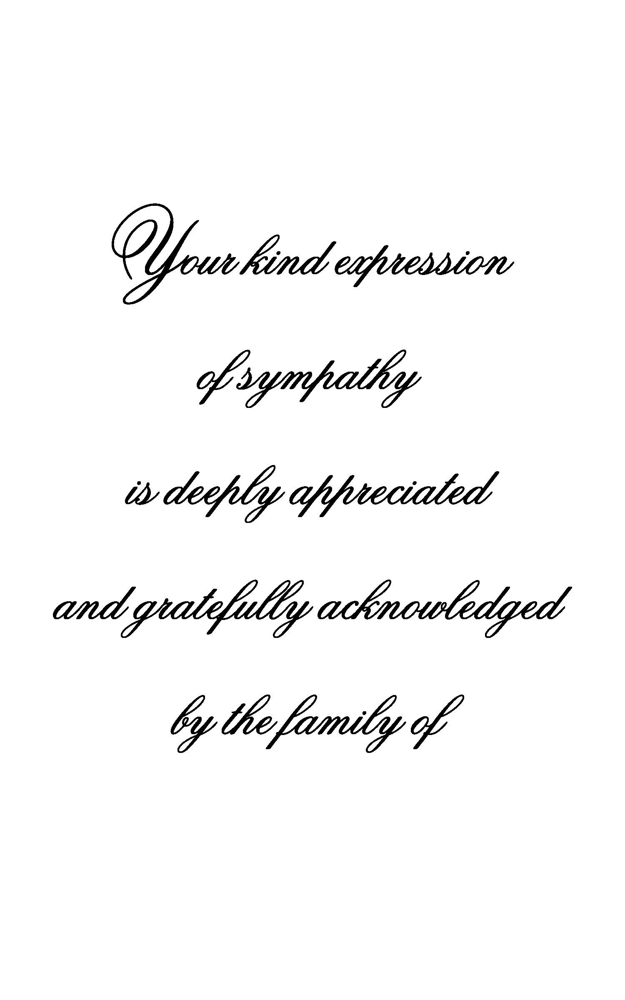 Your kind expression
of sympathy
is deeply appreciated
and gratefully acknowledged
by the family of